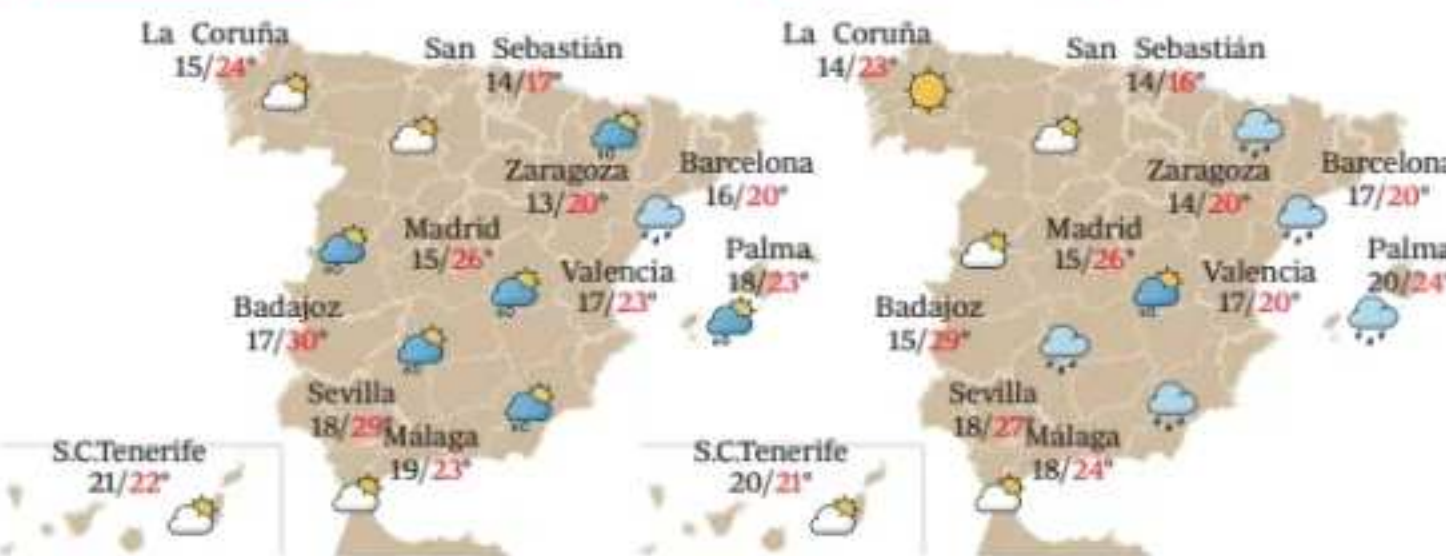 La Coruña
15/24°
San Sebastián
14/17°
Zaragoza
13/20°
Barcelona
16/20°
Madrid
15/26°
Palma
18/23°
Valencia
17/23°
Badajoz
17/30°
Sevilla
18/29°
Málaga
19/23°
S.C.Tenerife
21/22°
La Coruña
14/23°
San Sebastián
14/16°
Zaragoza
14/20°
Barcelona
17/20°
Madrid
15/26°
Palma
20/24°
Valencia
17/20°
Badajoz
15/29°
Sevilla
18/27°
Málaga
18/24°
S.C.Tenerife
20/21°